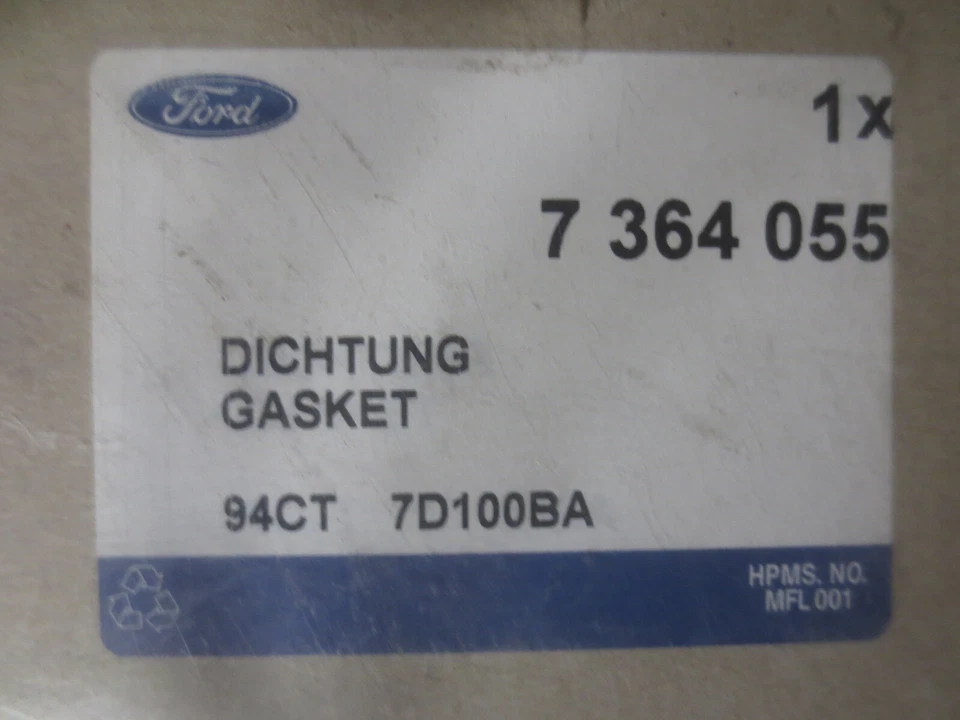 Ford
1x
7 364 055
DICHTUNG
GASKET
94CT 7D100BA
HPMS. NO.
MFL 001